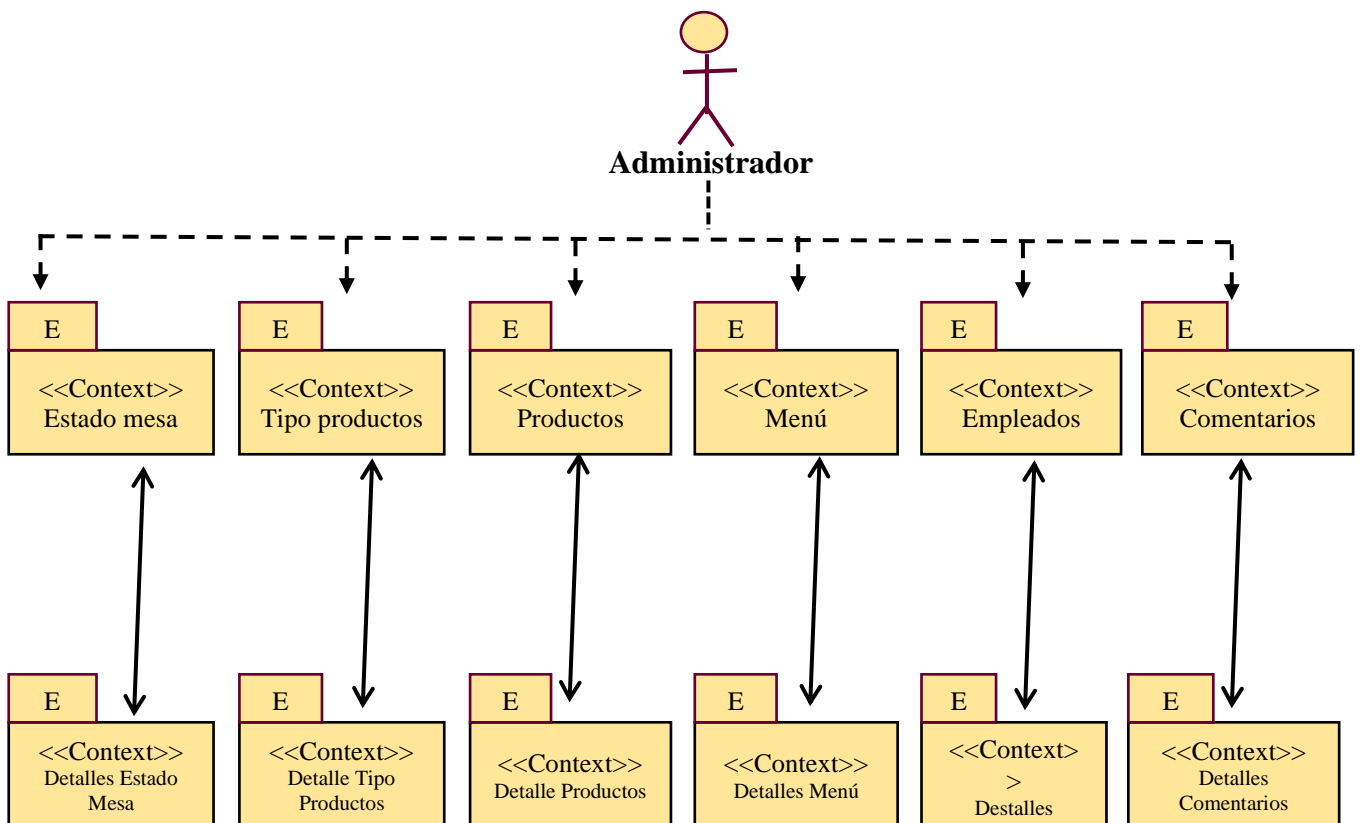 Administrador
E
E
E
E
E
E
<<Context>>
Estado mesa
<<Context>>
Tipo productos
<<Context>>
Productos
<<Context>>
Menú
<<Context>>
Empleados
<<Context>>
Comentarios
E
E
E
E
E
E
<<Context>>
Detalles Estado
Mesa
<<Context>>
Detalle Tipo
Productos
<<Context>>
Detalle Productos
<<Context>>
Detalles Menú
<<Context>
>
Destalles
<<Context>>
Detalles
Comentarios